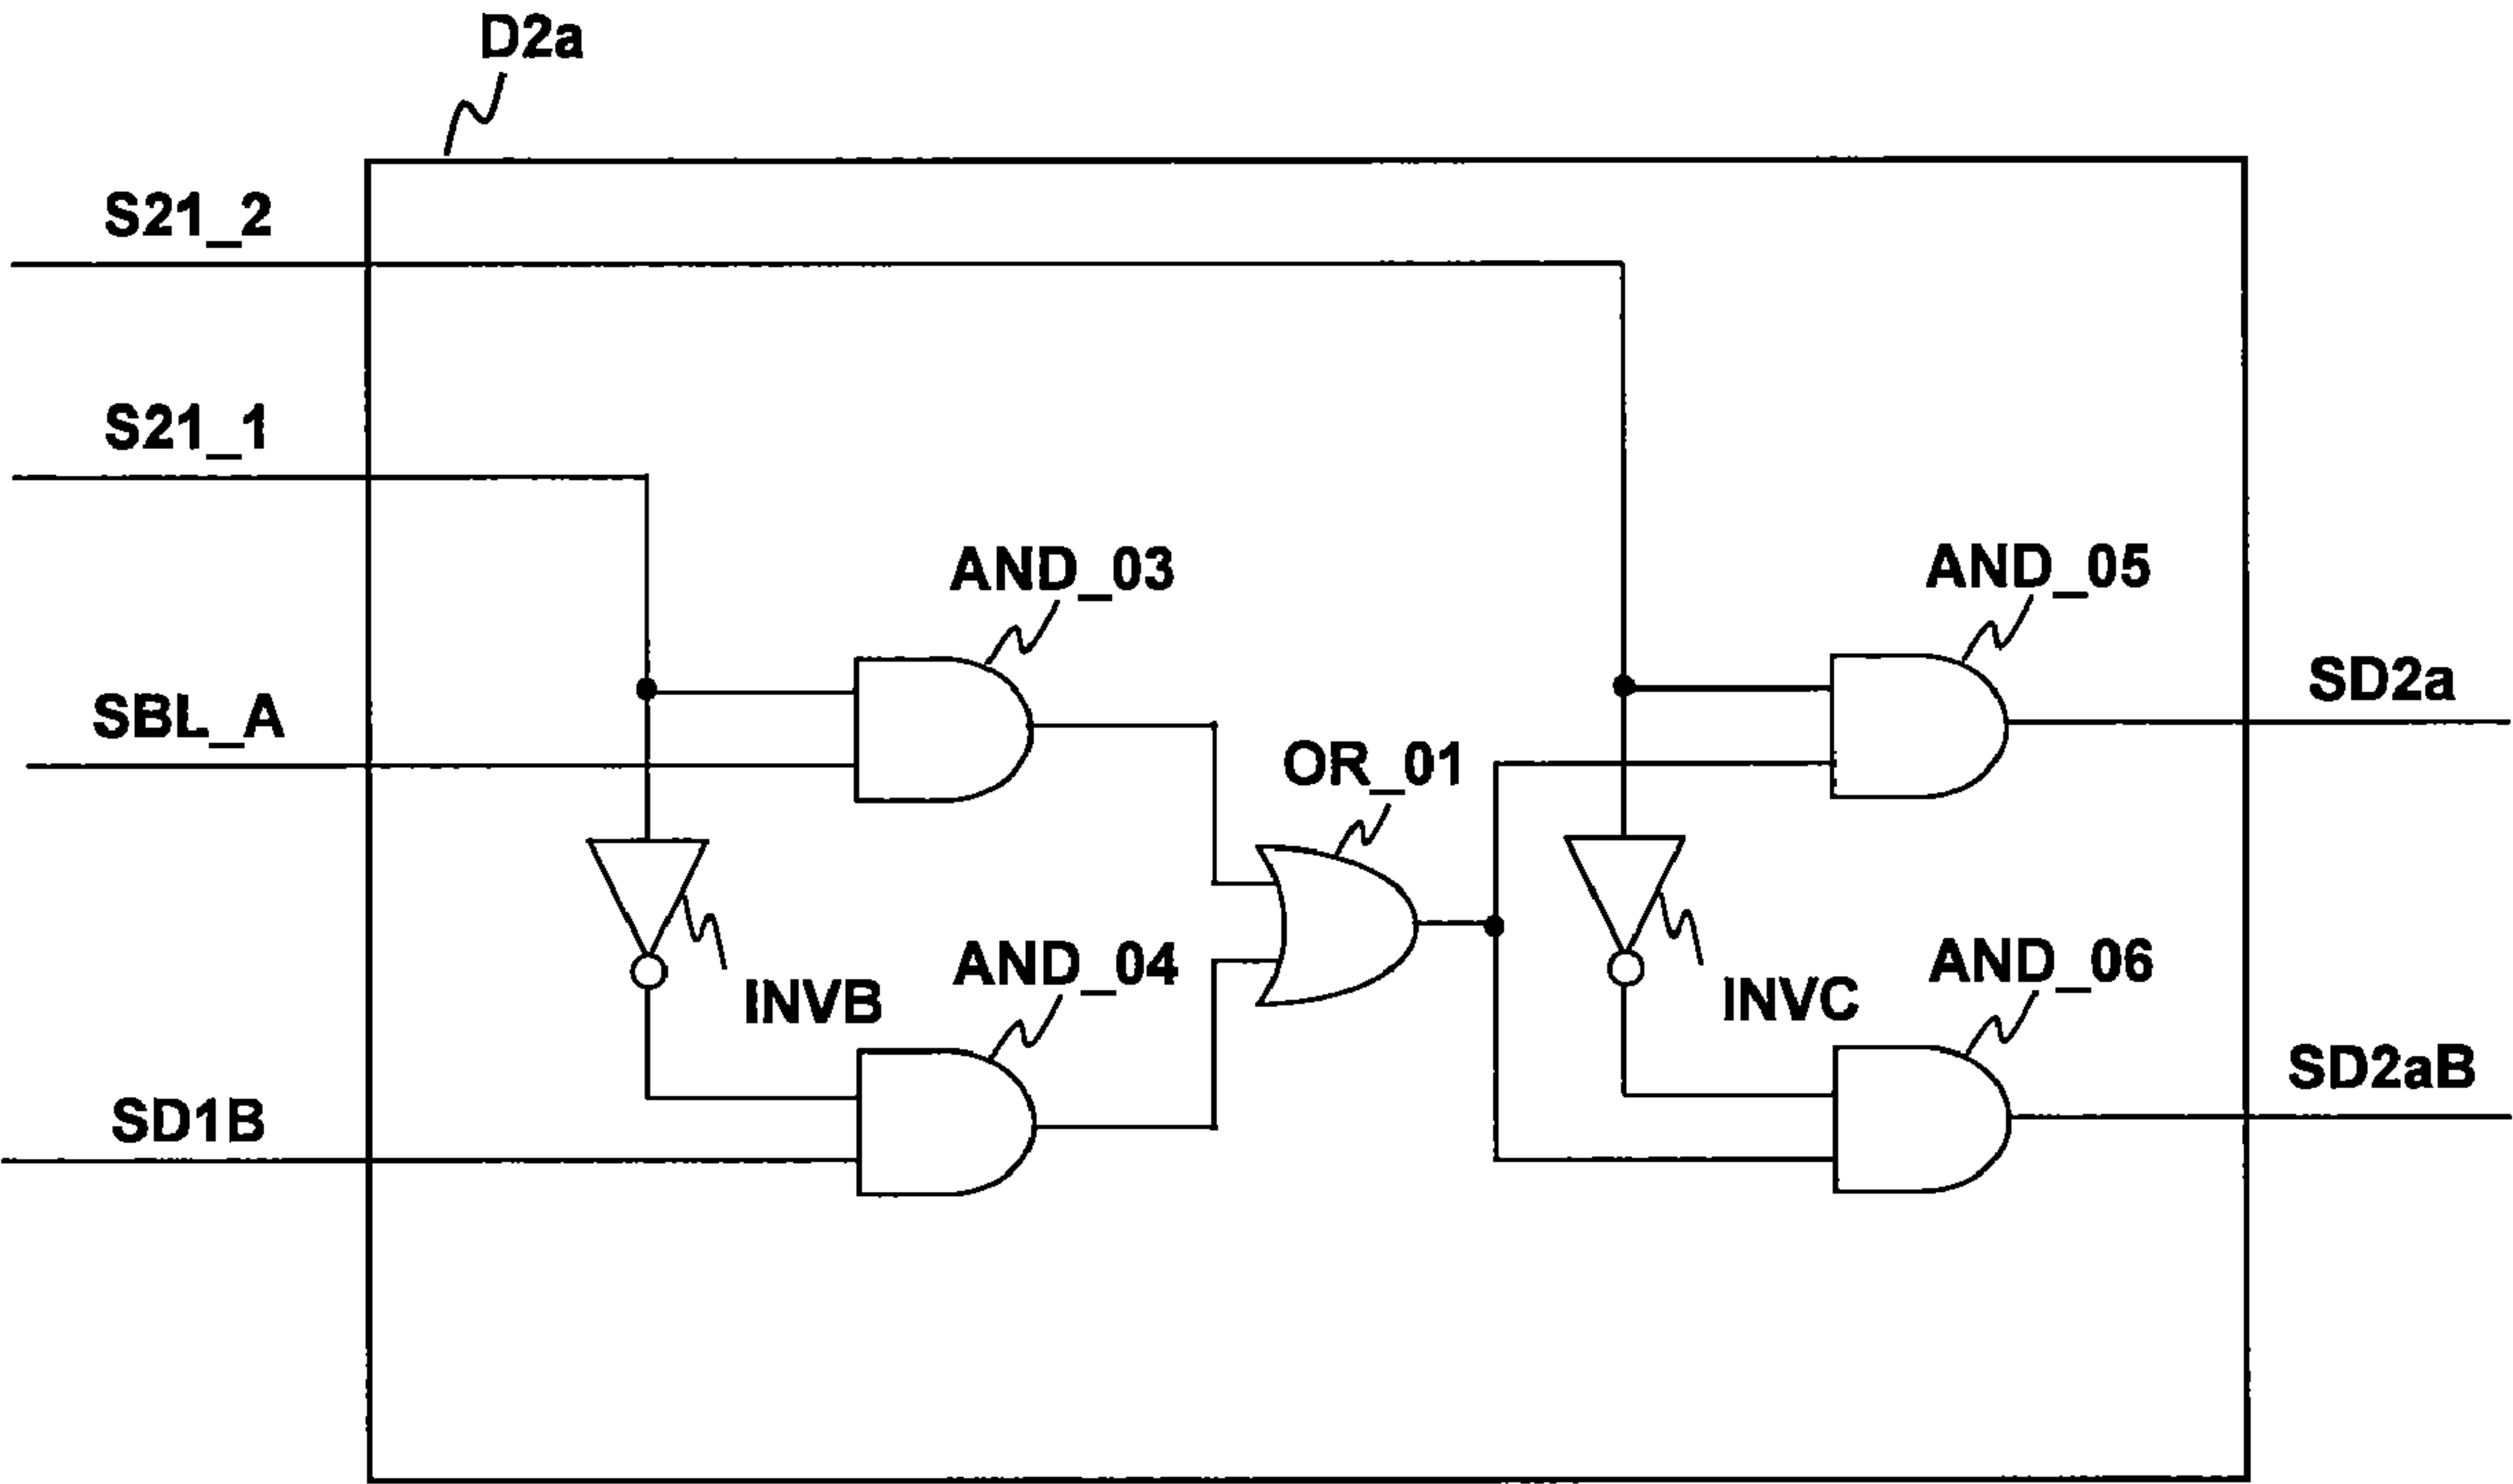 D2a
S21_2
S21_1
AND_03
AND_05
SBL_A
SD2a
OR_01
AND_04
AND_06
INVB
INVC
SD1B
SD2aB